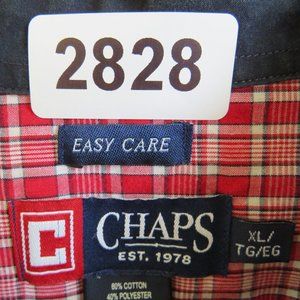 2828
EASY CARE
C
CHAPS
EST. 1978
XL/
TG/EG
60% COTTON
40% POLYESTER